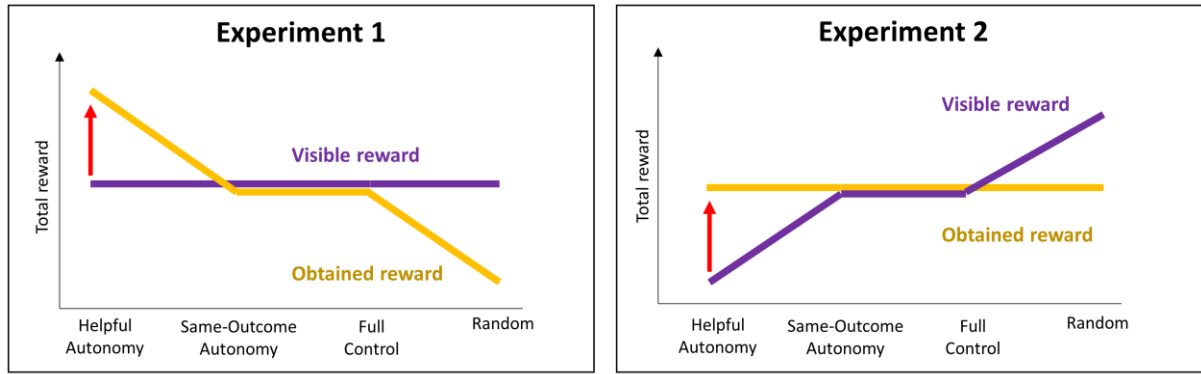 Experiment 1
Total reward
Visible reward
Obtained reward
Helpful
Autonomy
Same-Outcome
Autonomy
Full
Control
Random
Experiment 2
Total reward
Visible reward
Obtained reward
Helpful
Autonomy
Same-Outcome
Autonomy
Full
Control
Random